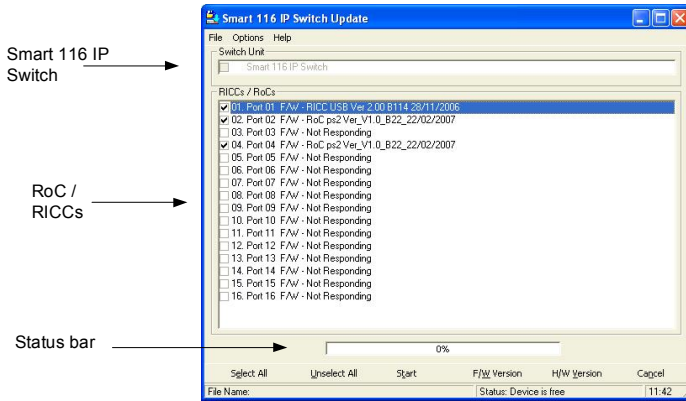 Smart 116 IP Switch Update
File Options Help
Smart 116 IP
Switch
Switch Unit
Smart 116 IP Switch
RICCs / RoCs
01. Port 01 F/W - RICC USB Ver 2.00 B114 28/11/2006
02. Port 02 F/W - RoC ps2 Ver_V1.0_B22_22/02/2007
03. Port 03 F/W - Not Responding
04. Port 04 F/W - RoC ps2 Ver_V1.0_B22_22/02/2007
05. Port 05 F/W - Not Responding
06. Port 06 F/W - Not Responding
07. Port 07 F/W - Not Responding
08. Port 08 F/W - Not Responding
09. Port 09 F/W - Not Responding
10. Port 10 F/W - Not Responding
11. Port 11 F/W - Not Responding
12. Port 12 F/W - Not Responding
13. Port 13 F/W - Not Responding
14. Port 14 F/W - Not Responding
15. Port 15 F/W - Not Responding
16. Port 16 F/W - Not Responding
RoC /
RICCs
Status bar
0%
Select All Unselect All Start F/W Version H/W Version Cancel
File Name: Status: Device is free 11:42